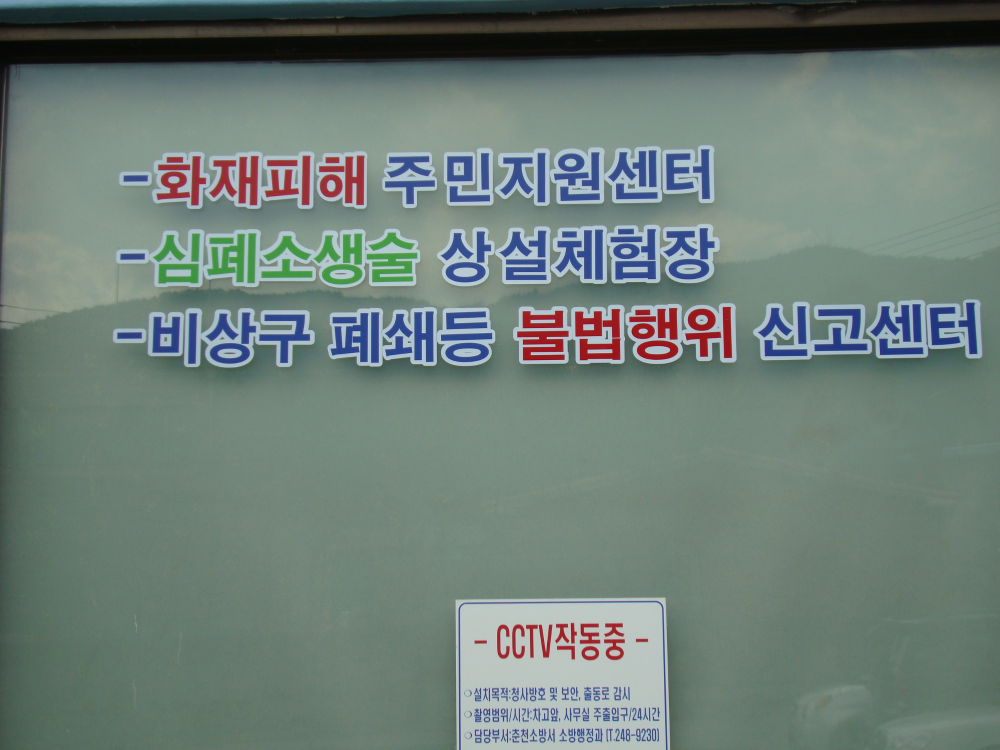 -화재피해 주민지원센터
-심폐소생술 상설체험장
-비상구 폐쇄등 불법행위 신고센터
- CCTV작동중 -
○설치목적:청사방호 및 보안, 출동로 감시
○촬영범위/시간:차고앞, 사무실 주출입구/24시간
○담당부서:춘천소방서 소방행정과 (T.248-9230)